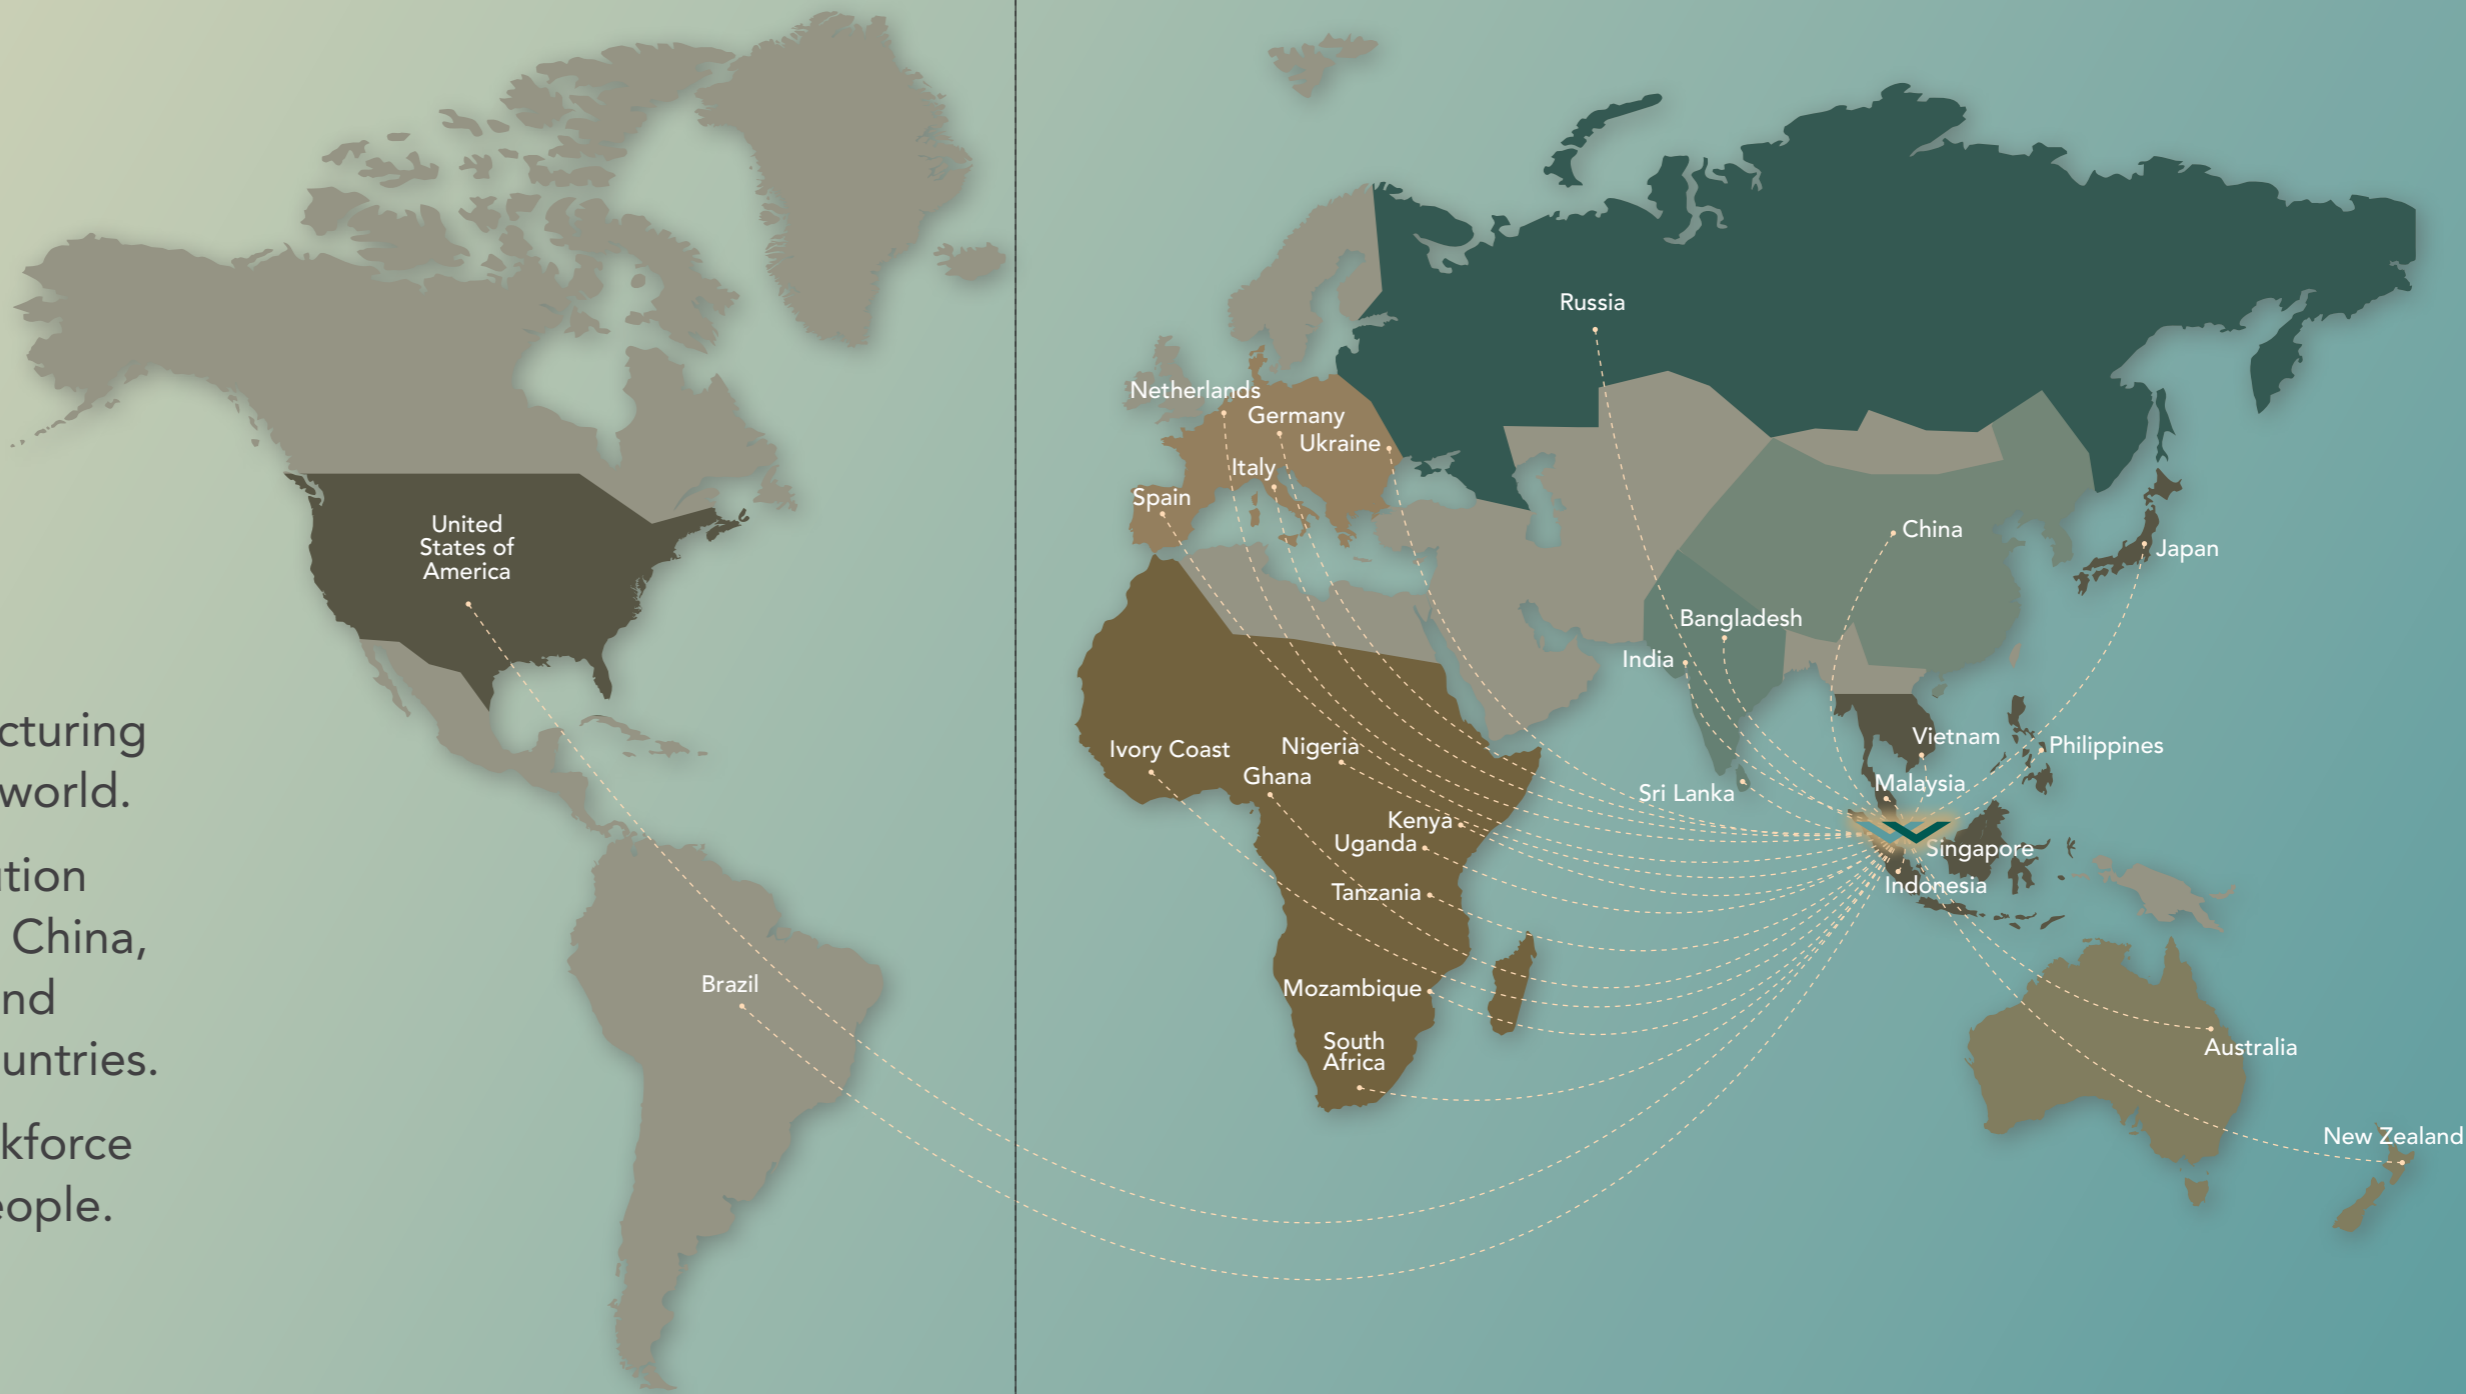 cturing
world.
ution
China,
nd
untries.
kforce
eople.
United
States of
America
Brazil
Russia
Netherlands
Germany
Ukraine
Italy
Spain
China
Japan
Bangladesh
India
Sri Lanka
Vietnam
Philippines
Malaysia
Singapore
Indonesia
Ivory Coast
Nigeria
Ghana
Kenya
Uganda
Tanzania
Mozambique
South
Africa
Australia
New Zealand